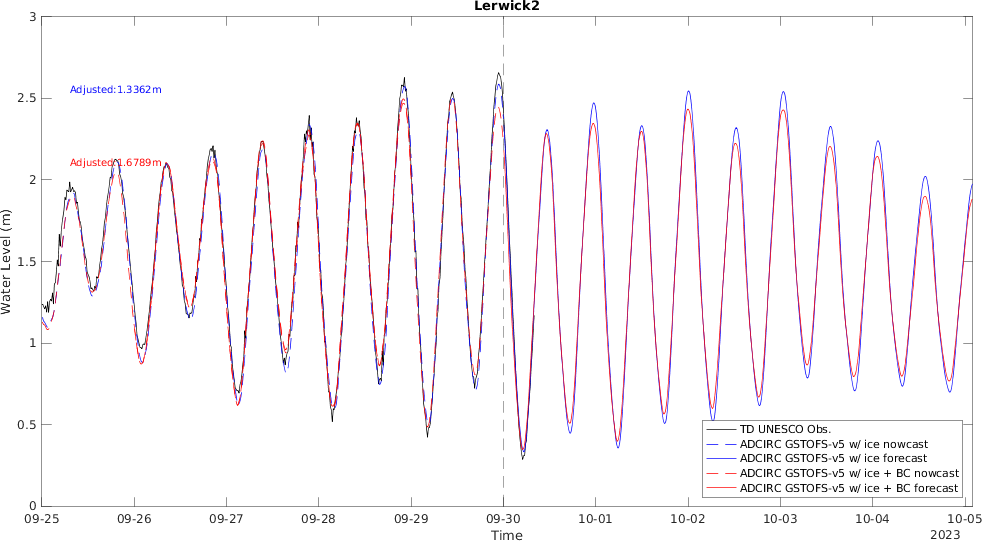 Lerwick2
3
2.5
2
1.5
1
0.5
0
Water Level (m)
Adjusted:1.3362m
Adjusted:1.6789m
TD UNESCO Obs.
ADCIRC GSTOFS-v5 w/ ice nowcast
ADCIRC GSTOFS-v5 w/ ice forecast
ADCIRC GSTOFS-v5 w/ ice + BC nowcast
ADCIRC GSTOFS-v5 w/ ice + BC forecast
09-25 09-26 09-27 09-28 09-29 09-30 10-01 10-02 10-03 10-04 10-05
Time
2023